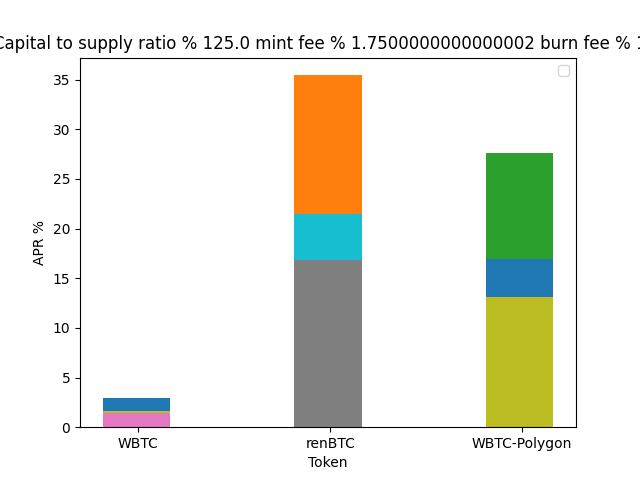 Capital to supply ratio % 125.0 mint fee % 1.7500000000000002 burn fee %
35
30
25
20
15
10
5
0
APR %
WBTC renBTC WBTC-Polygon
Token